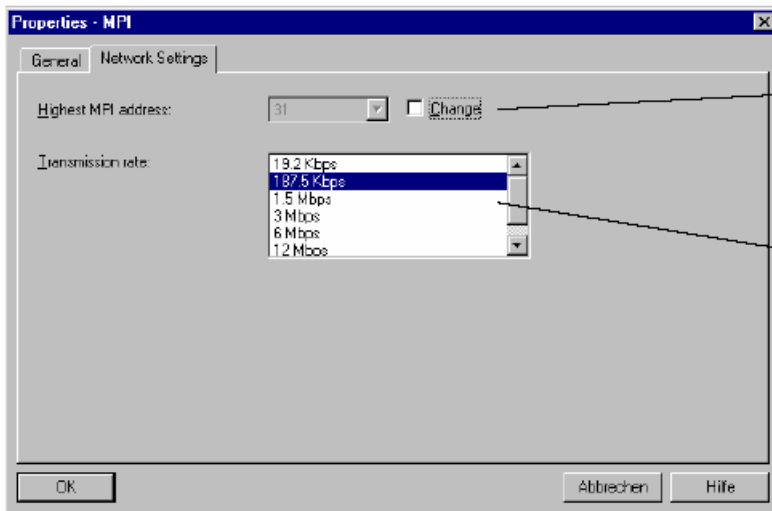 Properties - MPI
General Network Settings
Highest MPI address: 31 Change
Transmission rate: 19.2 Kbps
187.5 Kbps
1.5 Mbps
3 Mbps
6 Mbps
12 Mbps
OK Abbrechen Hilfe